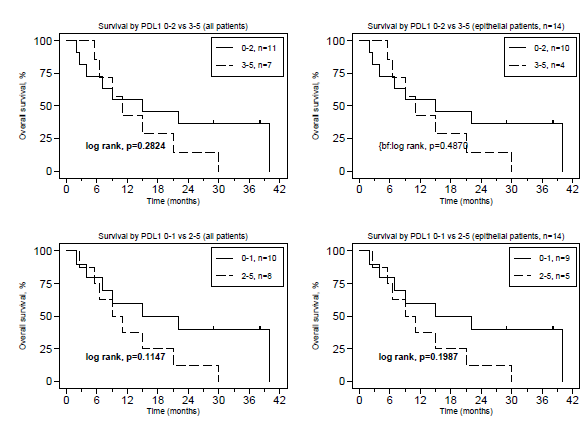 Survival by PDL1 0-2 vs 3-5 (all patients)
Overall survival, %
100
75
50
25
0
0-2, n=11
3-5, n=7
log rank, p=0.2824
0 6 12 18 24 30 36 42
Time (months)
Survival by PDL1 0-2 vs 3-5 (epithelial patients, n=14)
Overall survival, %
100
75
50
25
0
0-2, n=10
3-5, n=4
{bf:log rank, p=0.4870
0 6 12 18 24 30 36 42
Time (months)
Survival by PDL1 0-1 vs 2-5 (all patients)
Overall survival, %
100
75
50
25
0
0-1, n=10
2-5, n=8
log rank, p=0.1147
0 6 12 18 24 30 36 42
Time (months)
Survival by PDL1 0-1 vs 2-5 (epithelial patients, n=14)
Overall survival, %
100
75
50
25
0
0-1, n=9
2-5, n=5
log rank, p=0.1987
0 6 12 18 24 30 36 42
Time (months)